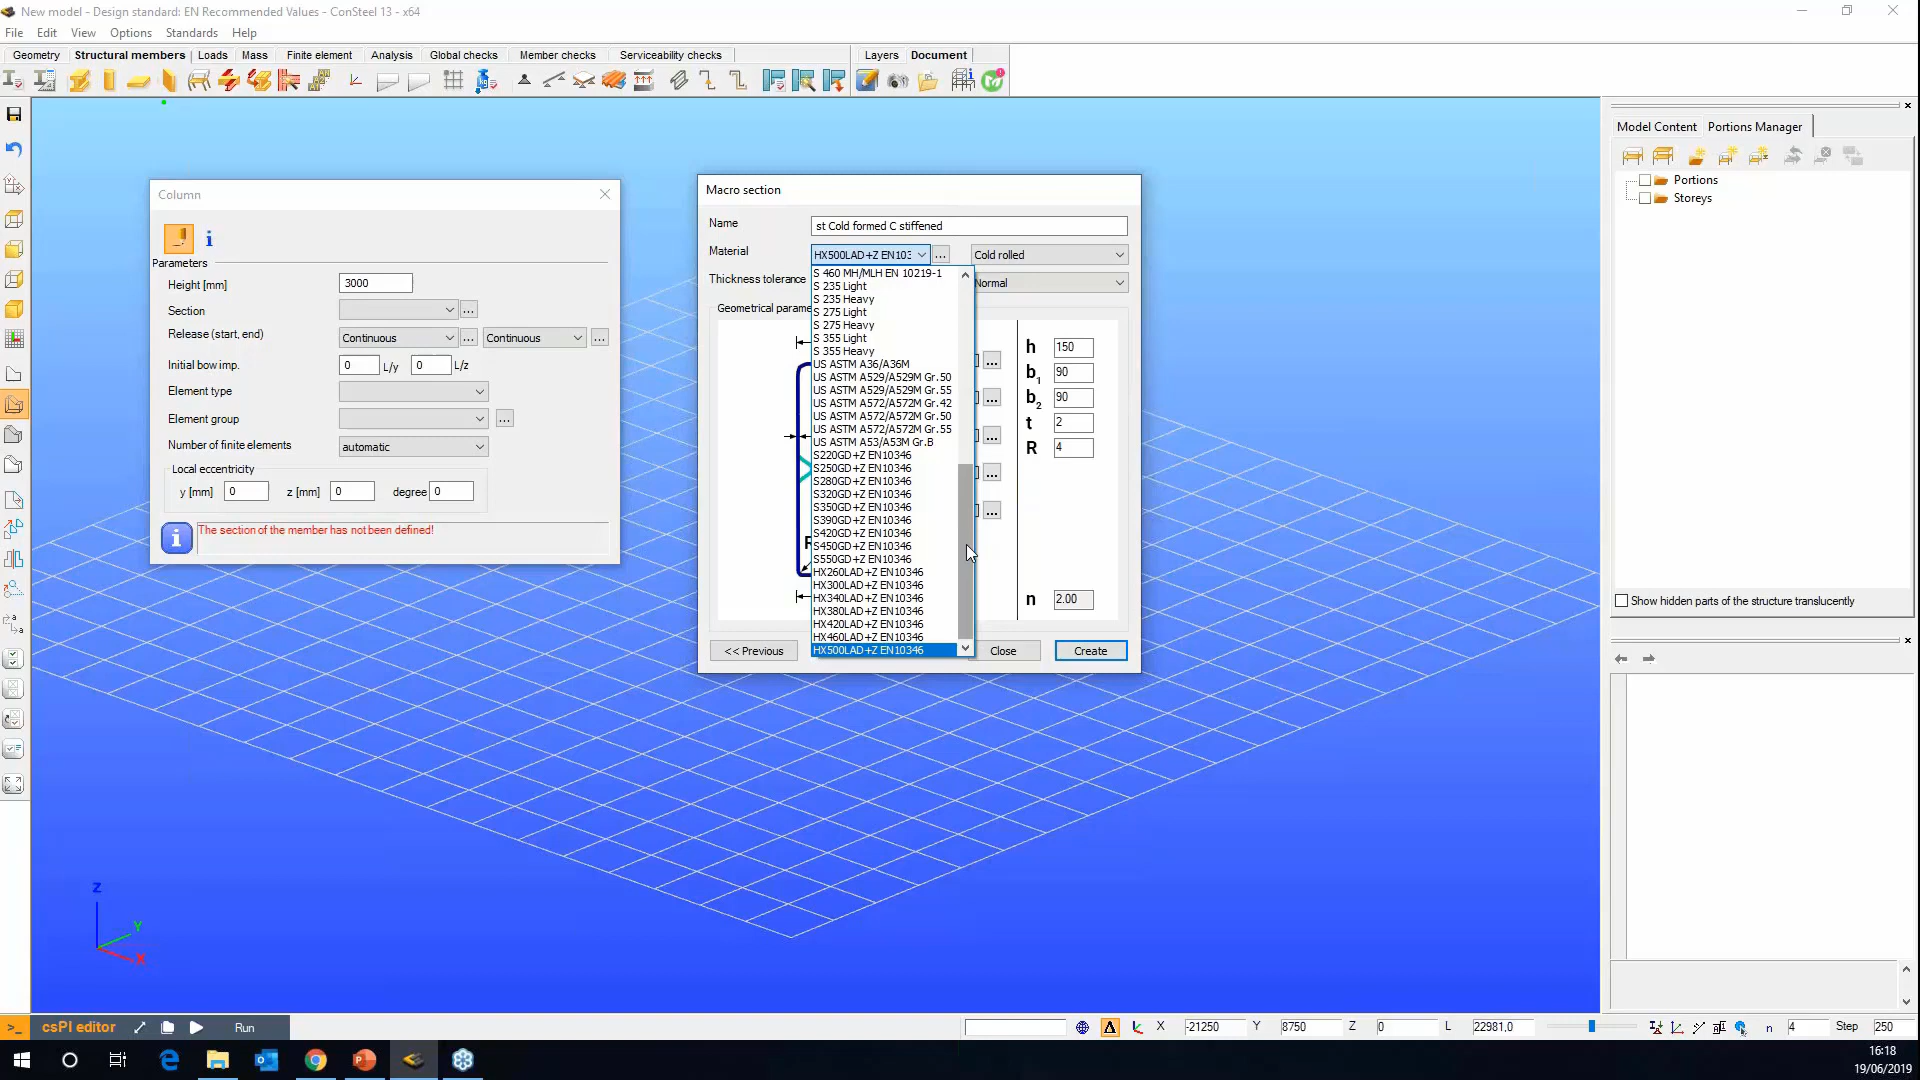 New model - Design standard: EN Recommended Values - ConSteel 13 - x64
File Edit View Options Standards Help
Geometry Structural members Loads Mass Finite element Analysis Global checks Member checks Serviceability checks Layers Document
Column
Parameters
Height [mm] 3000
Section
Release (start, end) Continuous Continuous
Initial bow imp. 0 L/y 0 L/z
Element type
Element group
Number of finite elements automatic
Local eccentricity
y [mm] 0 z [mm] 0 degree 0
The section of the member has not been defined!
Macro section
Name st Cold formed C stiffened
Material HX500LAD+Z EN103 ... Cold rolled
Thickness tolerance Normal
Geometrical parame
S 460 MH/MLH EN 10219-1
S 235 Light
S 235 Heavy
S 275 Light
S 275 Heavy
S 355 Light
S 355 Heavy
US ASTM A36/A36M
US ASTM A529/A529M Gr.50
US ASTM A529/A529M Gr.55
US ASTM A572/A572M Gr.42
US ASTM A572/A572M Gr.50
US ASTM A572/A572M Gr.55
US ASTM A53/A53M Gr.B
S220GD+Z EN10346
S250GD+Z EN10346
S280GD+Z EN10346
S320GD+Z EN10346
S350GD+Z EN10346
S390GD+Z EN10346
S420GD+Z EN10346
S450GD+Z EN10346
S550GD+Z EN10346
HX260LAD+Z EN10346
HX300LAD+Z EN10346
HX340LAD+Z EN10346
HX380LAD+Z EN10346
HX420LAD+Z EN10346
HX460LAD+Z EN10346
HX500LAD+Z EN10346
h 150
b1 90
b2 90
t 2
R 4
n 2.00
<< Previous Close Create
Model Content Portions Manager
Portions
Storeys
Show hidden parts of the structure translucently
Z
Y
X
>_ csPI editor Run
X -21250 Y 8750 Z 0 L 22981,0 n 4 Step 250
16:18
19/06/2019